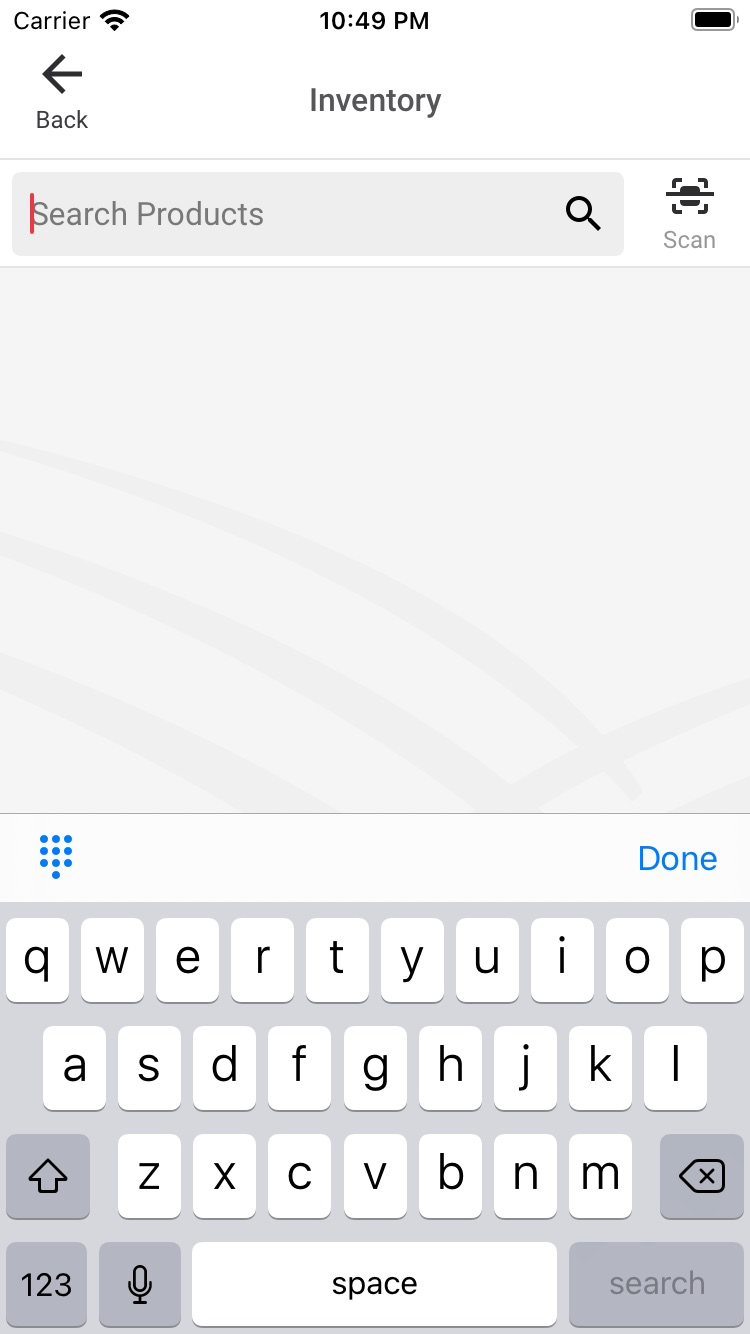 Carrier 10:49 PM
Back
Inventory
Search Products
Scan
Done
q w e r t y u i o p
a s d f g h j k l
z x c v b n m
123 space search